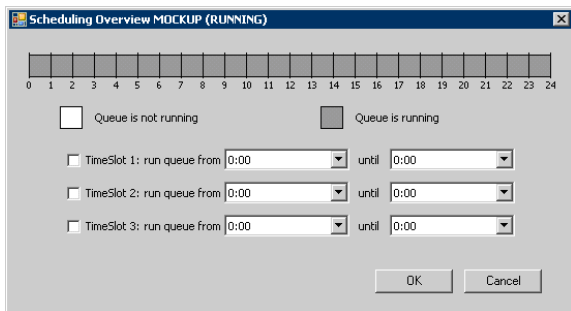 Scheduling Overview MOCKUP (RUNNING)
0 1 2 3 4 5 6 7 8 9 10 11 12 13 14 15 16 17 18 19 20 21 22 23 24
Queue is not running Queue is running
TimeSlot 1: run queue from 0:00 until 0:00
TimeSlot 2: run queue from 0:00 until 0:00
TimeSlot 3: run queue from 0:00 until 0:00
OK Cancel